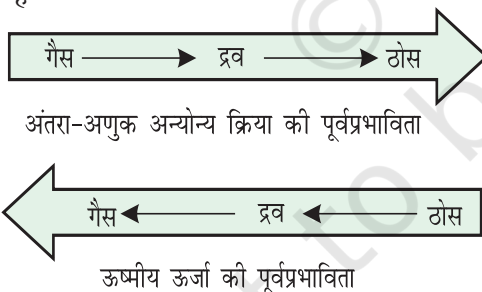 गैस द्रव ठोस
अंतरा-अणुक अन्योन्य क्रिया की पूर्वप्रभाविता
गैस द्रव ठोस
ऊष्मीय ऊर्जा की पूर्वप्रभाविता